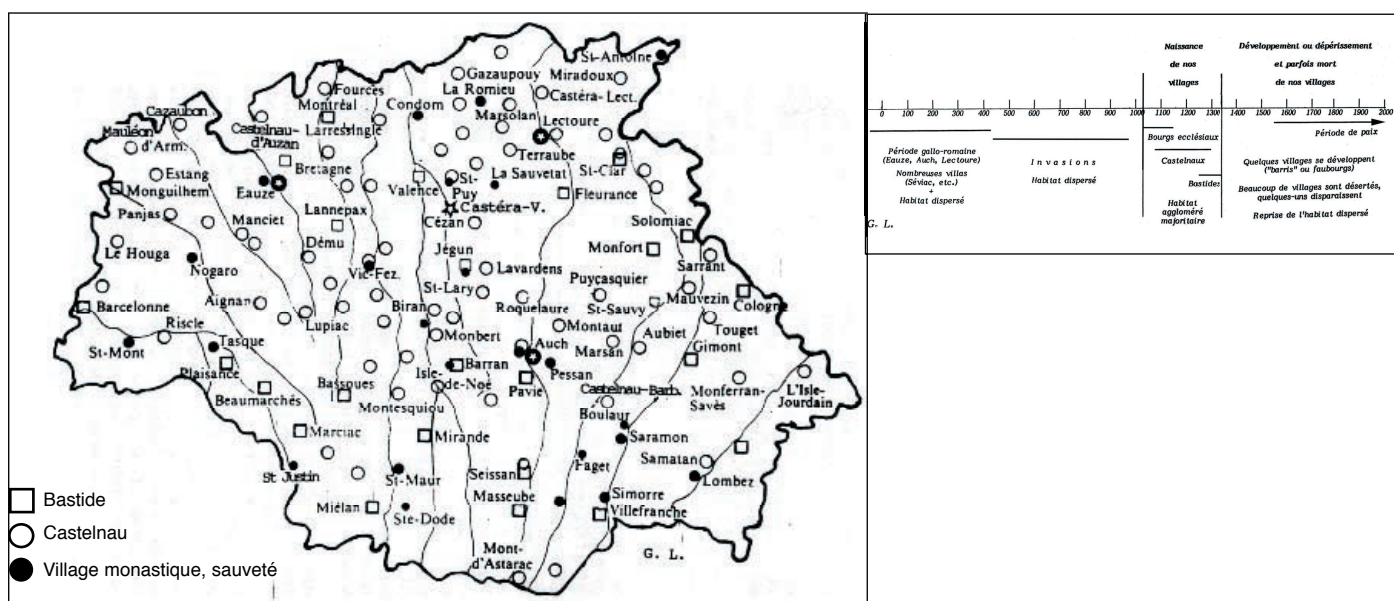 St-Antoine
Gazaupouy
Miradoux
Fourcès
La Romieu
Montréal
Condom
Castéra-Lect.
Cazaubon
Marsolan
Castelnau-
d'Auzan
Larressingle
Lectoure
Mauléon
d'Arm.
Bretagne
Terraube
St-Clar
La Sauvetat
Estang
Eauze
Valence
St-
Puy
Fleurance
Monguilhem
Castéra-V.
Panjas
Manciet
Lannepax
Cézan
Solomiac
Dému
Jégun
Monfort
Le Houga
Nogaro
Vic-Fez.
Lavardens
Sarrant
Puycasquier
St-Lary
Aignan
Barcelonne
Biran
Roquelaure
St-Sauvy
Mauvezin
Cologne
Riscle
Lupiac
Montaut
Aubiet
Touget
Tasque
Monbert
St-Mont
Auch
Marsan
Gimont
Plaisance
Isle-
de-Noé
Barran
Pessan
Bassoues
Pavie
Castelnau-Barb.
Monferran-
Savès
L'Isle-
Jourdain
Beaumarchés
Montesquiou
Boulaur
Marciac
Mirande
Saramon
Samatan
St Justin
St-Maur
Seissan
Faget
Lombez
Masseube
Simorre
Miélan
Ste-Dode
Villefranche
Mont-
d'Astarac
G. L.
Bastide
Castelnau
Village monastique, sauveté
Naissance
de nos
villages
Développement ou dépérissement
et parfois mort
de nos villages
0 100 200 300 400 500 600 700 800 900 1000 1100 1200 1300 1400 1500 1600 1700 1800 1900 2000
Période de paix
Bourgs ecclésiaux
Période gallo-romaine
(Eauze, Auch, Lectoure)
Nombreuses villas
(Séviac, etc.)
+
Habitat dispersé
Invasions
Habitat dispersé
Castelnaux
Bastides
Habitat
aggloméré
majoritaire
Quelques villages se développent
("barris" ou faubourgs)
Beaucoup de villages sont désertés,
quelques-uns disparaissent
Reprise de l'habitat dispersé
G. L.